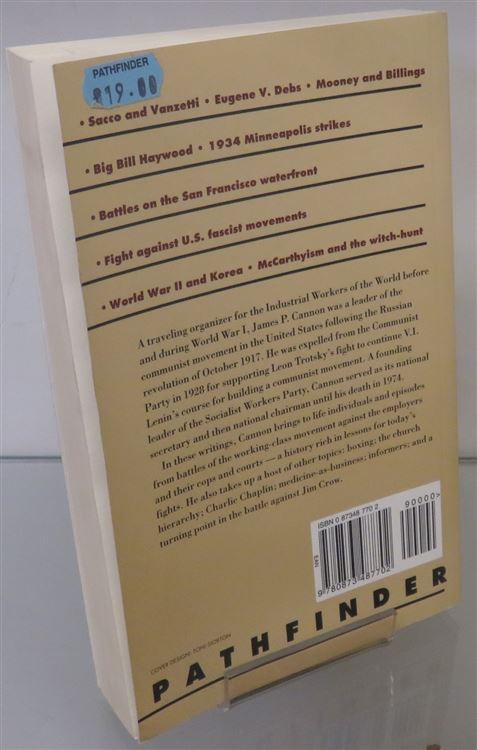 PATHFINDER
$19.00
• Sacco and Vanzetti • Eugene V. Debs • Mooney and Billings
• Big Bill Haywood • 1934 Minneapolis strikes
• Battles on the San Francisco waterfront
• Fight against U.S. fascist movements
• World War II and Korea • McCarthyism and the witch-hunt
A traveling organizer for the Industrial Workers of the World before
and during World War I, James P. Cannon was a leader of the
communist movement in the United States following the Russian
revolution of October 1917. He was expelled from the Communist
Party in 1928 for supporting Leon Trotsky's fight to continue V.I.
Lenin's course for building a communist movement. A founding
leader of the Socialist Workers Party, Cannon served as its national
secretary and then national chairman until his death in 1974.
In these writings, Cannon brings to life individuals and episodes
from battles of the working-class movement against the employers
and their cops and courts — a history rich in lessons for today's
fights. He also takes up a host of other topics: boxing; the church
hierarchy; Charlie Chaplin; medicine-as-business; informers; and a
turning point in the battle against Jim Crow.
ISBN 0 87348 770 2
90000>
EAN
9 780873 487702
COVER DESIGN: TONI GORTON
PATHFINDER